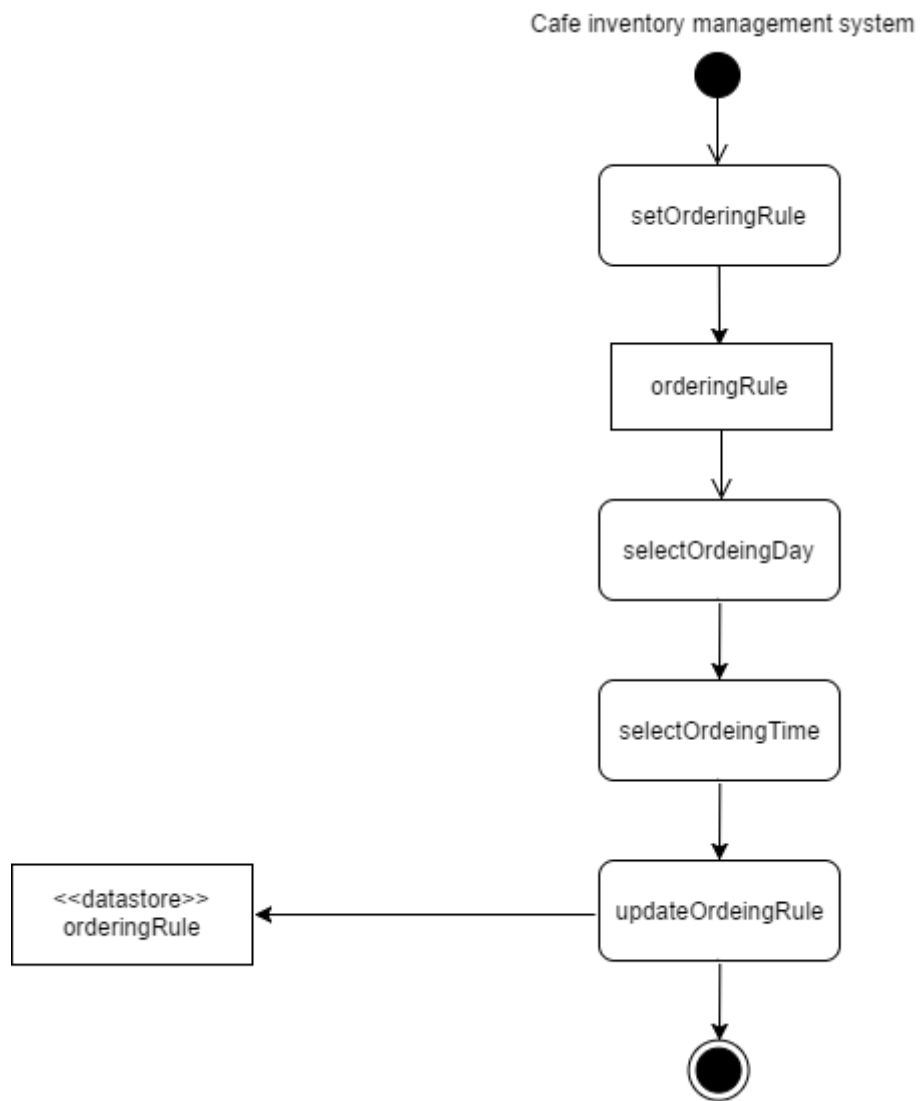 Cafe inventory management system
setOrderingRule
orderingRule
selectOrdeingDay
selectOrdeingTime
updateOrdeingRule
<<datastore>>
orderingRule